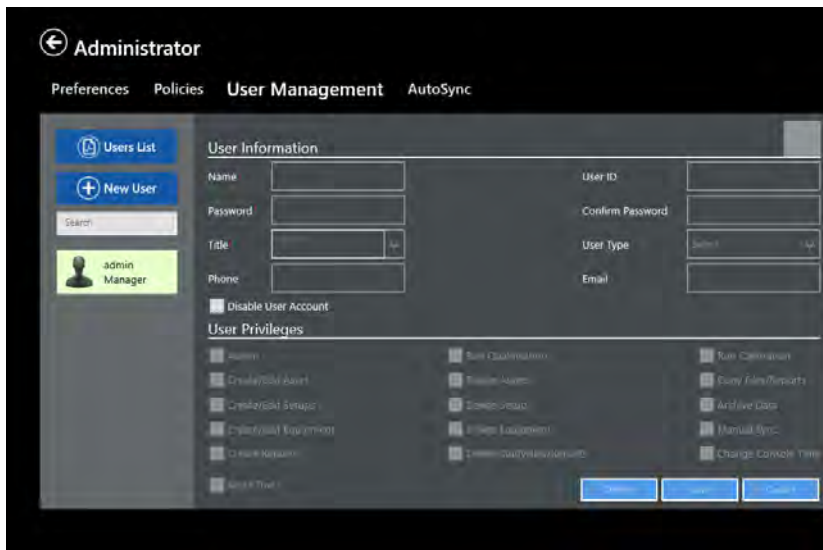 Administrator
Preferences Policies User Management AutoSync
Users List
New User
Search
admin
Manager
User Information
Name User ID
Password Confirm Password
Title User Type Select
Phone Email
Disable User Account
User Privileges
Run Qualification Run Calibration
Create/Edit Asset Delete Assets Copy Files/Reports
Create/Edit Setups Delete Setup Archive Data
Create/Edit Equipment Delete Equipment Manual Sync
Create Reports Change Console Time